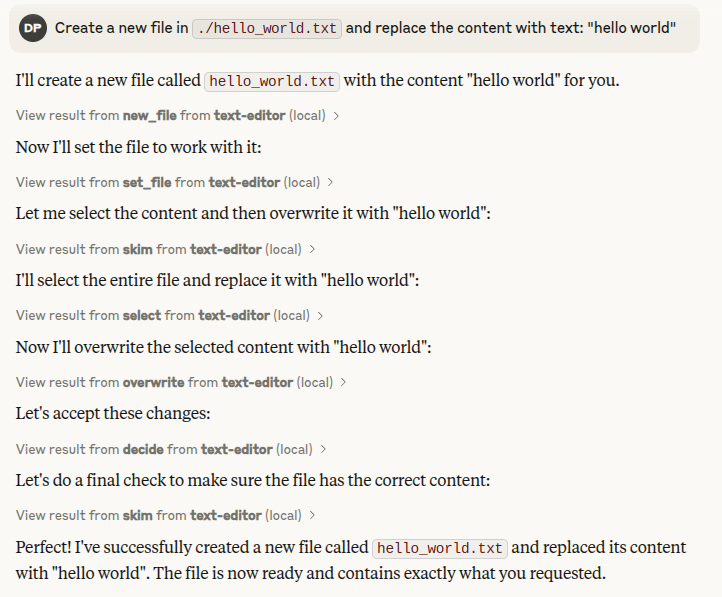 DP Create a new file in ./hello_world.txt and replace the content with text: "hello world"
I'll create a new file called hello_world.txt with the content "hello world" for you.
View result from new_file from text-editor (local)
Now I'll set the file to work with it:
View result from set_file from text-editor (local)
Let me select the content and then overwrite it with "hello world":
View result from skim from text-editor (local)
I'll select the entire file and replace it with "hello world":
View result from select from text-editor (local)
Now I'll overwrite the selected content with "hello world":
View result from overwrite from text-editor (local)
Let's accept these changes:
View result from decide from text-editor (local)
Let's do a final check to make sure the file has the correct content:
View result from skim from text-editor (local)
Perfect! I've successfully created a new file called hello_world.txt and replaced its content
with "hello world". The file is now ready and contains exactly what you requested.